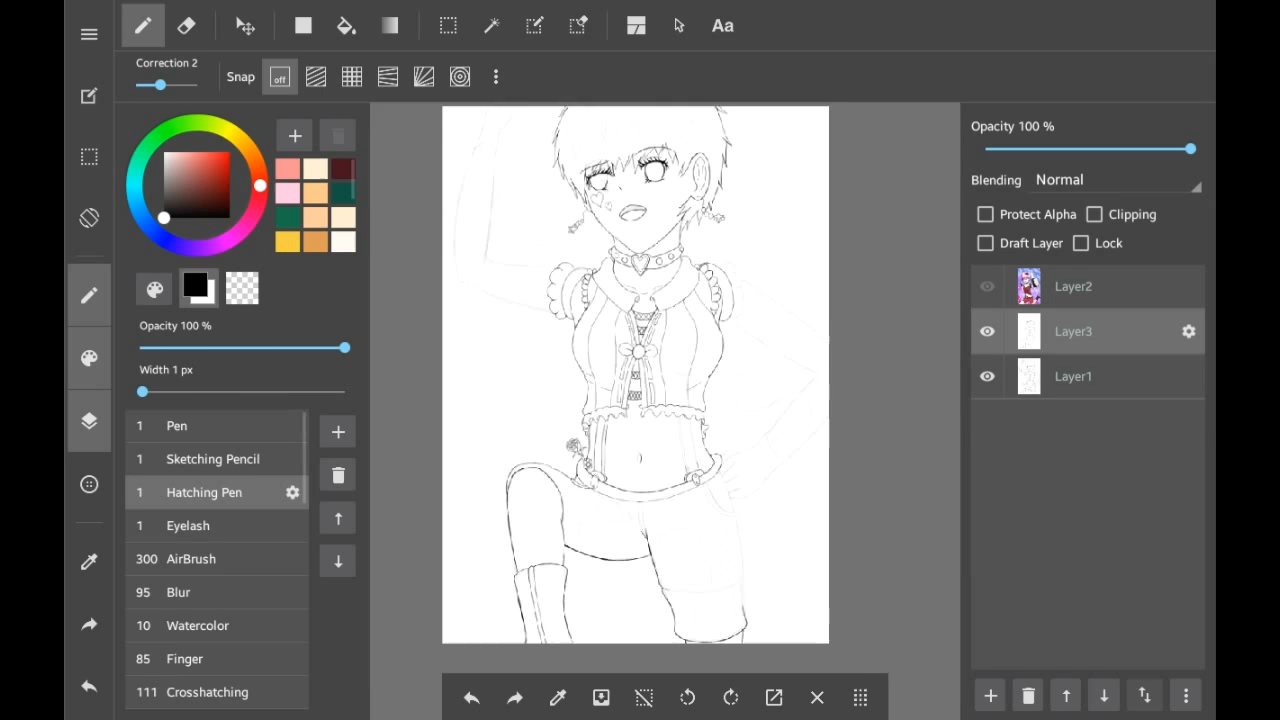 Aa
Correction 2
Snap
off
Opacity 100 %
Width 1 px
1 Pen
1 Sketching Pencil
1 Hatching Pen
1 Eyelash
300 AirBrush
95 Blur
10 Watercolor
85 Finger
111 Crosshatching
Opacity 100 %
Blending Normal
Protect Alpha Clipping
Draft Layer Lock
Layer2
Layer3
Layer1